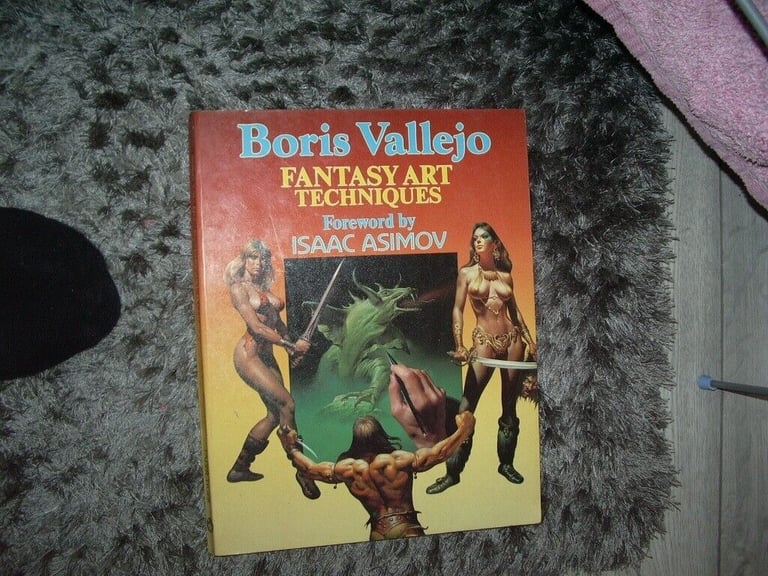 Boris Vallejo
FANTASY ART
TECHNIQUES
Foreword by
ISAAC ASIMOV